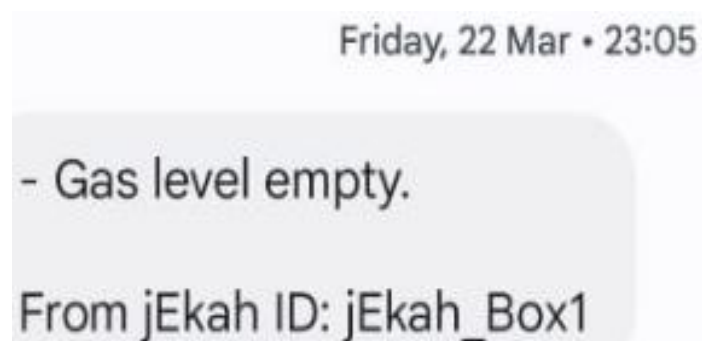 Friday, 22 Mar • 23:05
- Gas level empty.
From jEkah ID: jEkah_Box1